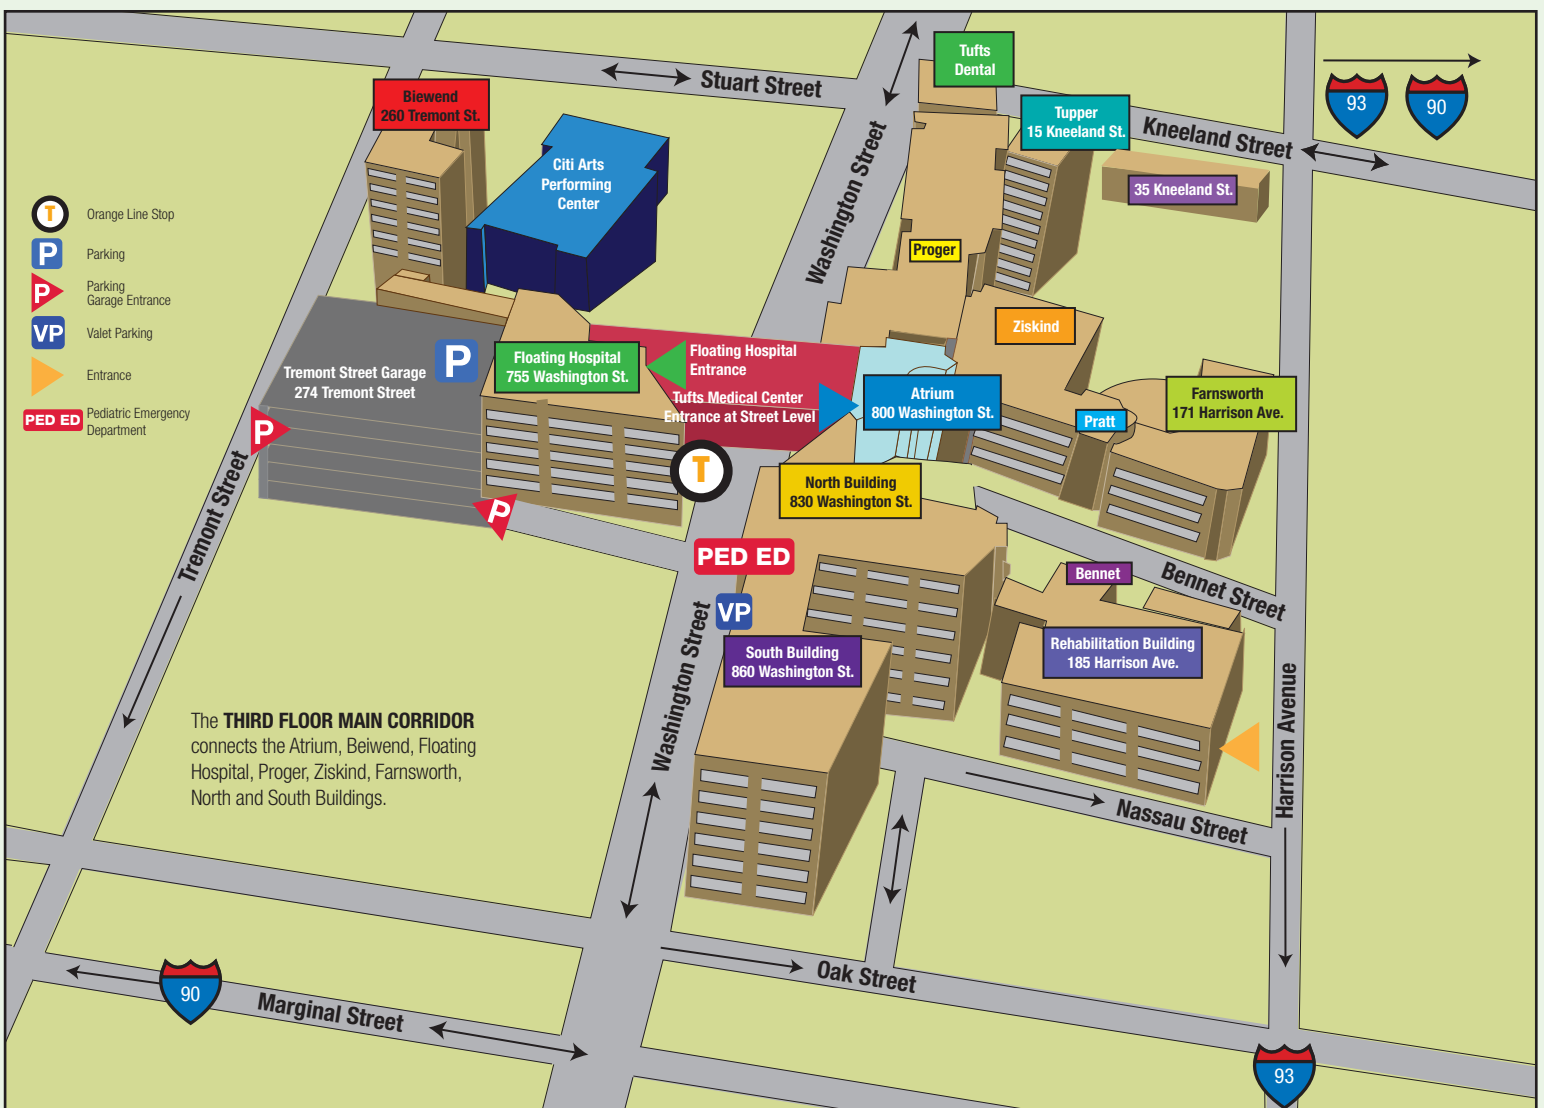 Tufts
Dental
Stuart Street
93
90
Biewend
260 Tremont St.
Tupper
15 Kneeland St.
Kneeland Street
Washington Street
Citi Arts
Performing
Center
35 Kneeland St.
T
Orange Line Stop
P
Parking
P
Parking
Garage Entrance
VP
Valet Parking
Entrance
PED ED
Pediatric Emergency
Department
Proger
Ziskind
P
Tremont Street Garage
274 Tremont Street
Floating Hospital
755 Washington St.
Floating Hospital
Entrance
Tufts Medical Center
Entrance at Street Level
Atrium
800 Washington St.
Farnsworth
171 Harrison Ave.
Pratt
P
T
P
North Building
830 Washington St.
Tremont Street
PED ED
VP
Bennet
Bennet Street
Washington Street
South Building
860 Washington St.
Rehabilitation Building
185 Harrison Ave.
Harrison Avenue
The THIRD FLOOR MAIN CORRIDOR
connects the Atrium, Beiwend, Floating
Hospital, Proger, Ziskind, Farnsworth,
North and South Buildings.
Nassau Street
Oak Street
90
Marginal Street
93